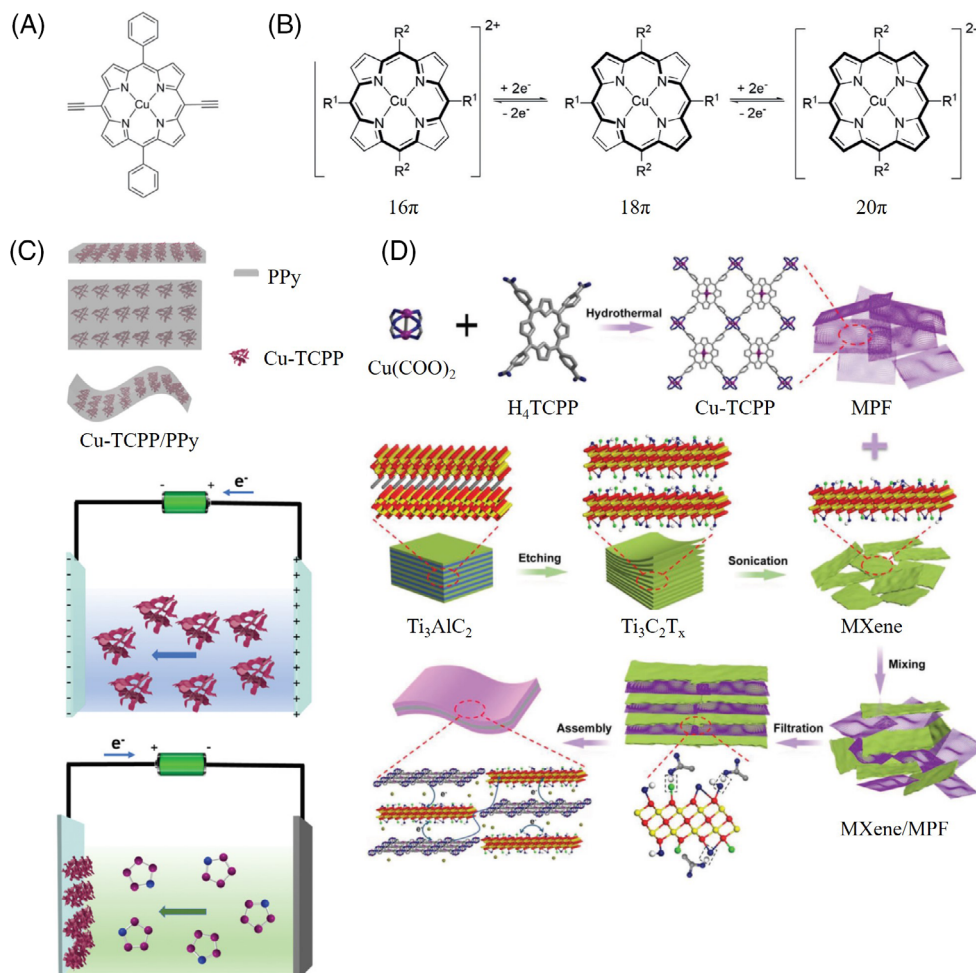 (A)
Cu
N
N
N
N
(B)
R²
2+
R¹
N
N
Cu
N
N
R¹
R²
16π
+ 2e⁻
- 2e⁻
R²
R¹
N
N
Cu
N
N
R¹
R²
18π
+ 2e⁻
- 2e⁻
R²
2-
R¹
N
N
Cu
N
N
R¹
R²
20π
(C)
PPy
Cu-TCPP
Cu-TCPP/PPy
- + e⁻
- - - - - - - - - - -
+ + + + + + + + + + +
e⁻ + -
(D)
Cu(COO)₂
+
H₄TCPP
Hydrothermal
Cu-TCPP
MPF
+
Ti₃AlC₂
Etching
Ti₃C₂Tₓ
Sonication
MXene
Mixing
MXene/MPF
Filtration
Assembly